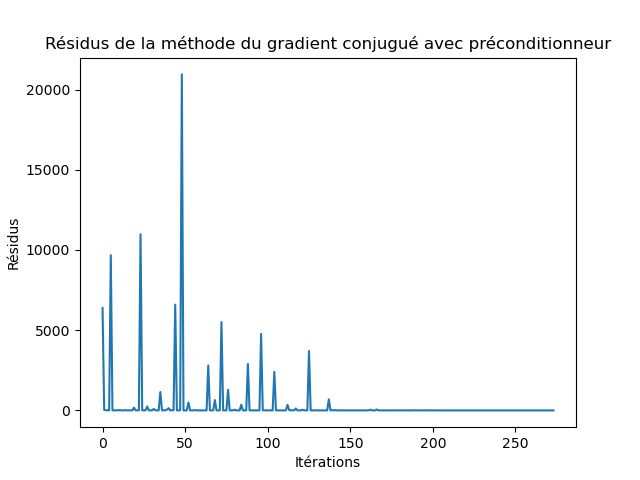 Résidus de la méthode du gradient conjugué avec préconditionneur
20000
15000
10000
5000
0
Résidus
0 50 100 150 200 250
Itérations